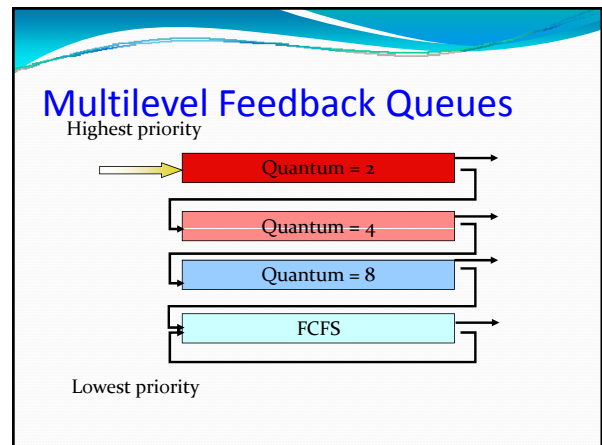 Multilevel Feedback Queues
Highest priority
Quantum = 2
Quantum = 4
Quantum = 8
FCFS
Lowest priority